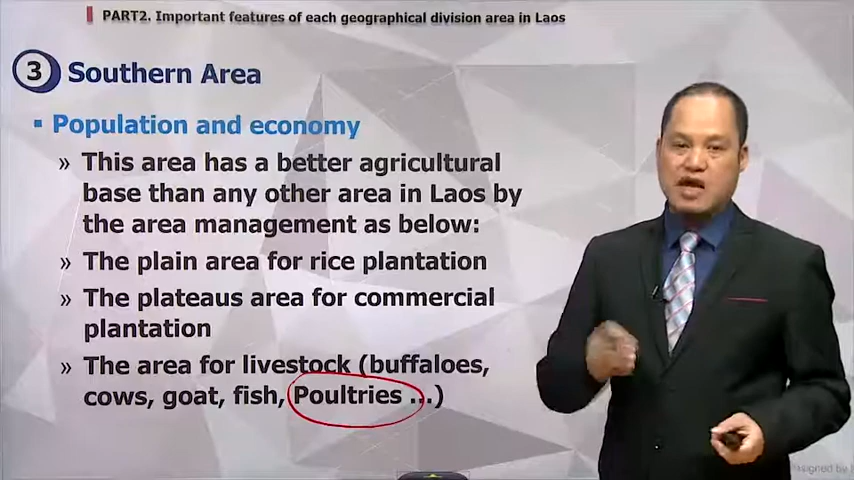 PART2. Important features of each geographical division area in Laos
3 Southern Area
▪ Population and economy
» This area has a better agricultural
base than any other area in Laos by
the area management as below:
» The plain area for rice plantation
» The plateaus area for commercial
plantation
» The area for livestock (buffaloes,
cows, goat, fish, Poultries ...)
signed by